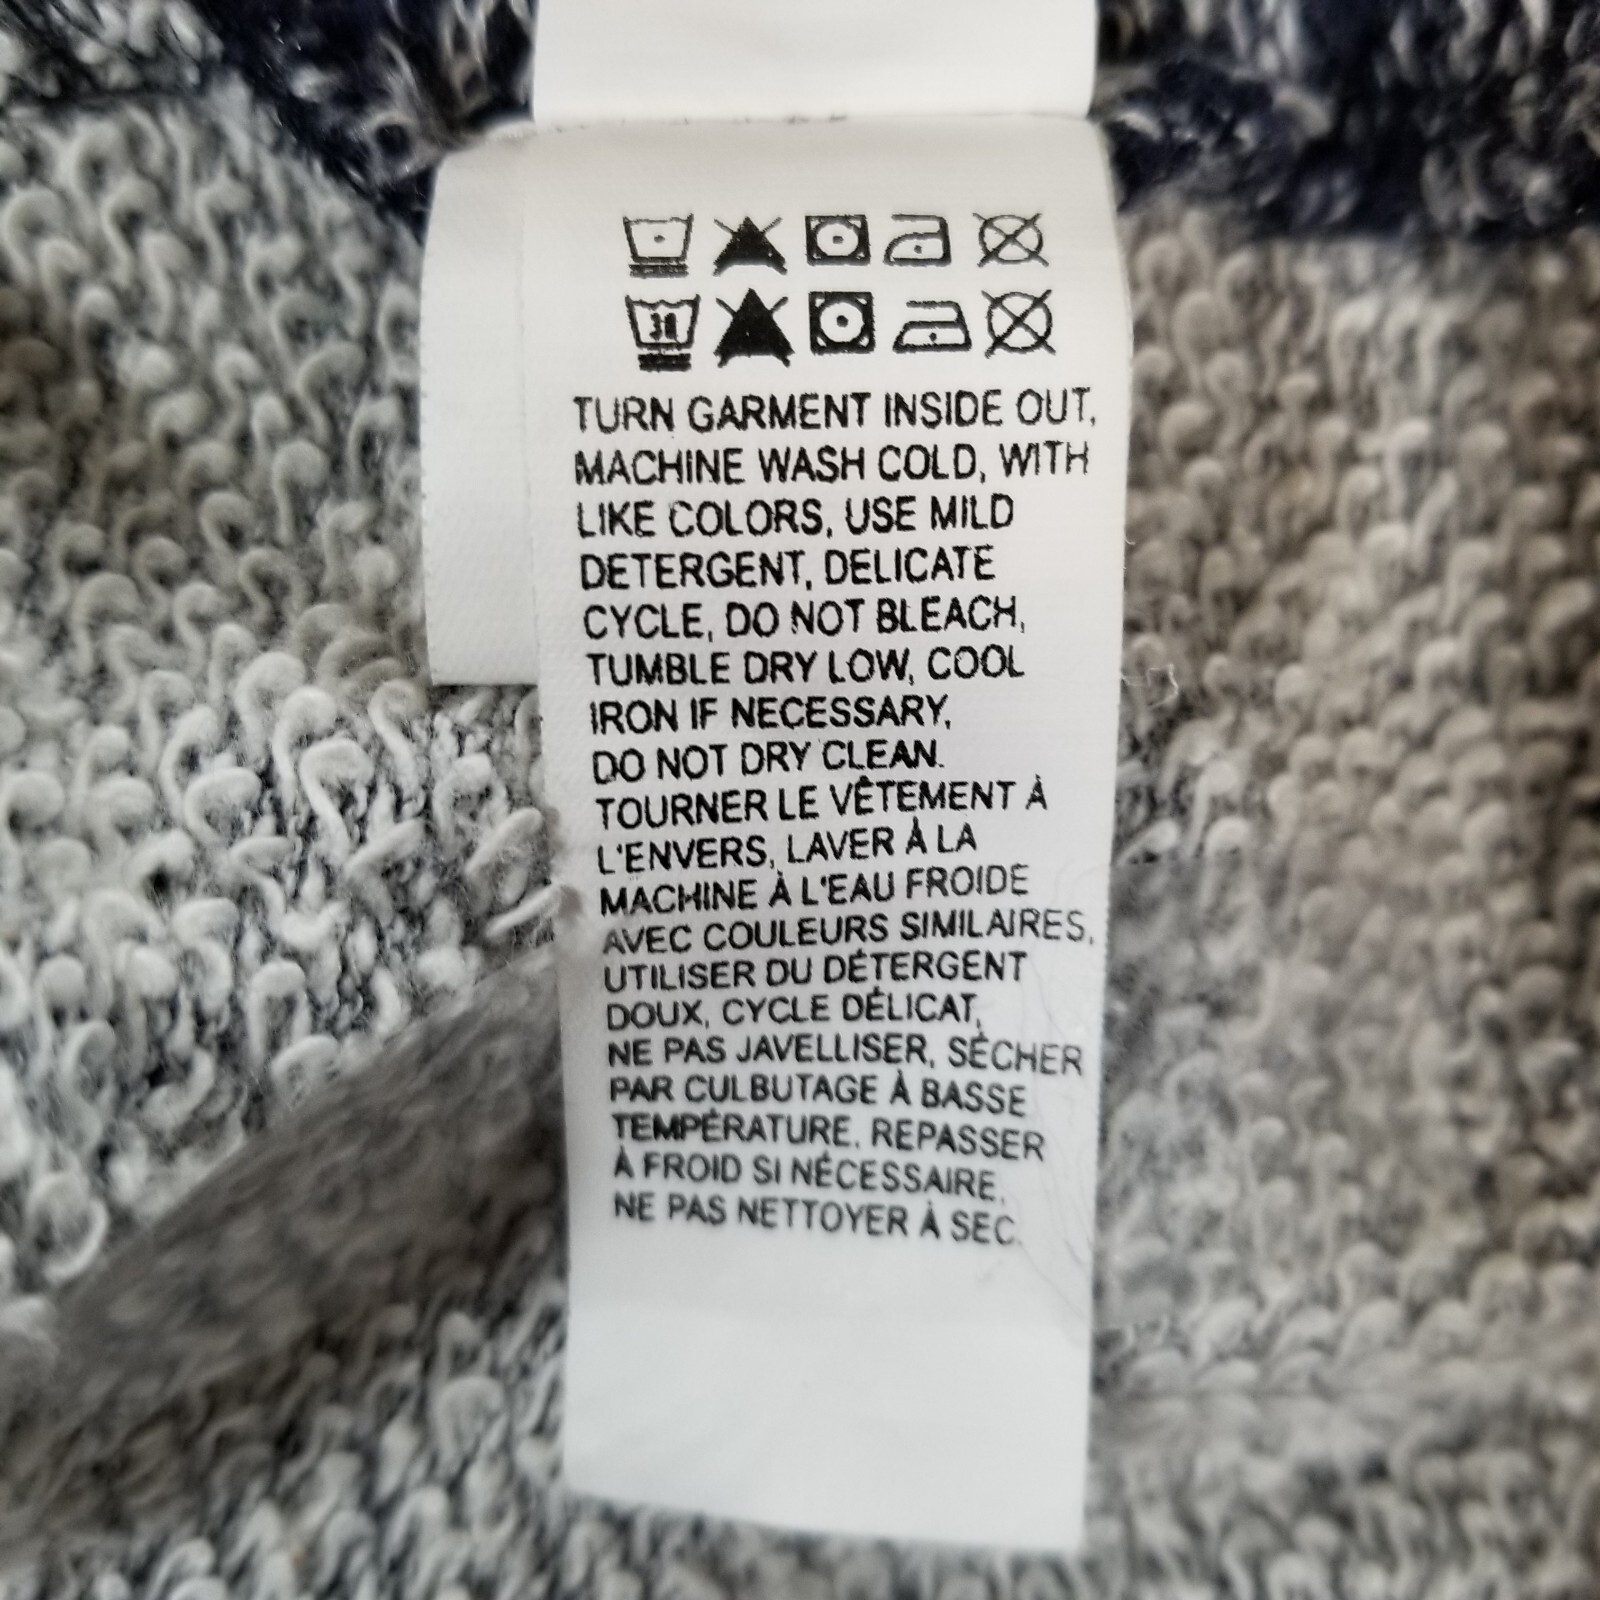 30
TURN GARMENT INSIDE OUT,
MACHINE WASH COLD, WITH
LIKE COLORS, USE MILD
DETERGENT, DELICATE
CYCLE, DO NOT BLEACH,
TUMBLE DRY LOW, COOL
IRON IF NECESSARY,
DO NOT DRY CLEAN.
TOURNER LE VÊTEMENT À
L'ENVERS, LAVER À LA
MACHINE À L'EAU FROIDE
AVEC COULEURS SIMILAIRES,
UTILISER DU DÉTERGENT
DOUX, CYCLE DÉLICAT,
NE PAS JAVELLISER, SÉCHER
PAR CULBUTAGE À BASSE
TEMPÉRATURE. REPASSER
À FROID SI NÉCESSAIRE.
NE PAS NETTOYER À SEC.